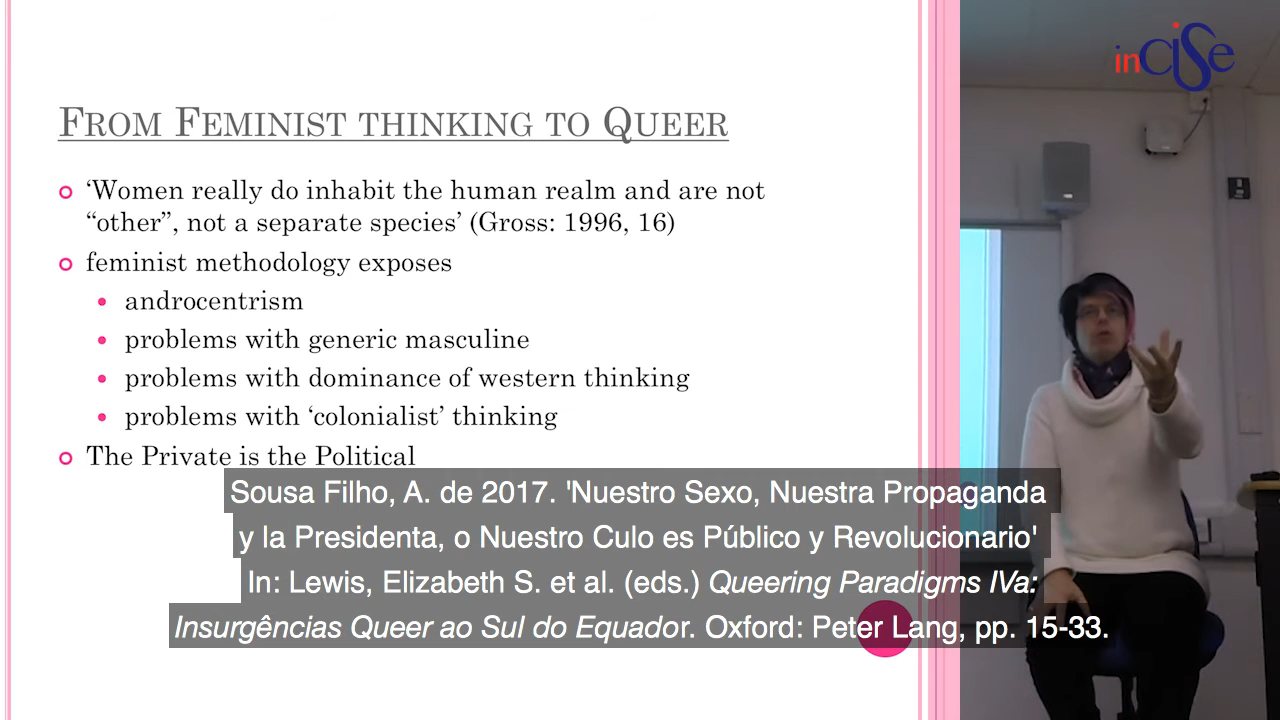 inCiSe
FROM FEMINIST THINKING TO QUEER
‘Women really do inhabit the human realm and are not
“other”, not a separate species’ (Gross: 1996, 16)
feminist methodology exposes
androcentrism
problems with generic masculine
problems with dominance of western thinking
problems with ‘colonialist’ thinking
The Private is the Political
Sousa Filho, A. de 2017. 'Nuestro Sexo, Nuestra Propaganda
y la Presidenta, o Nuestro Culo es Público y Revolucionario'
In: Lewis, Elizabeth S. et al. (eds.) Queering Paradigms IVa:
Insurgências Queer ao Sul do Equador. Oxford: Peter Lang, pp. 15-33.